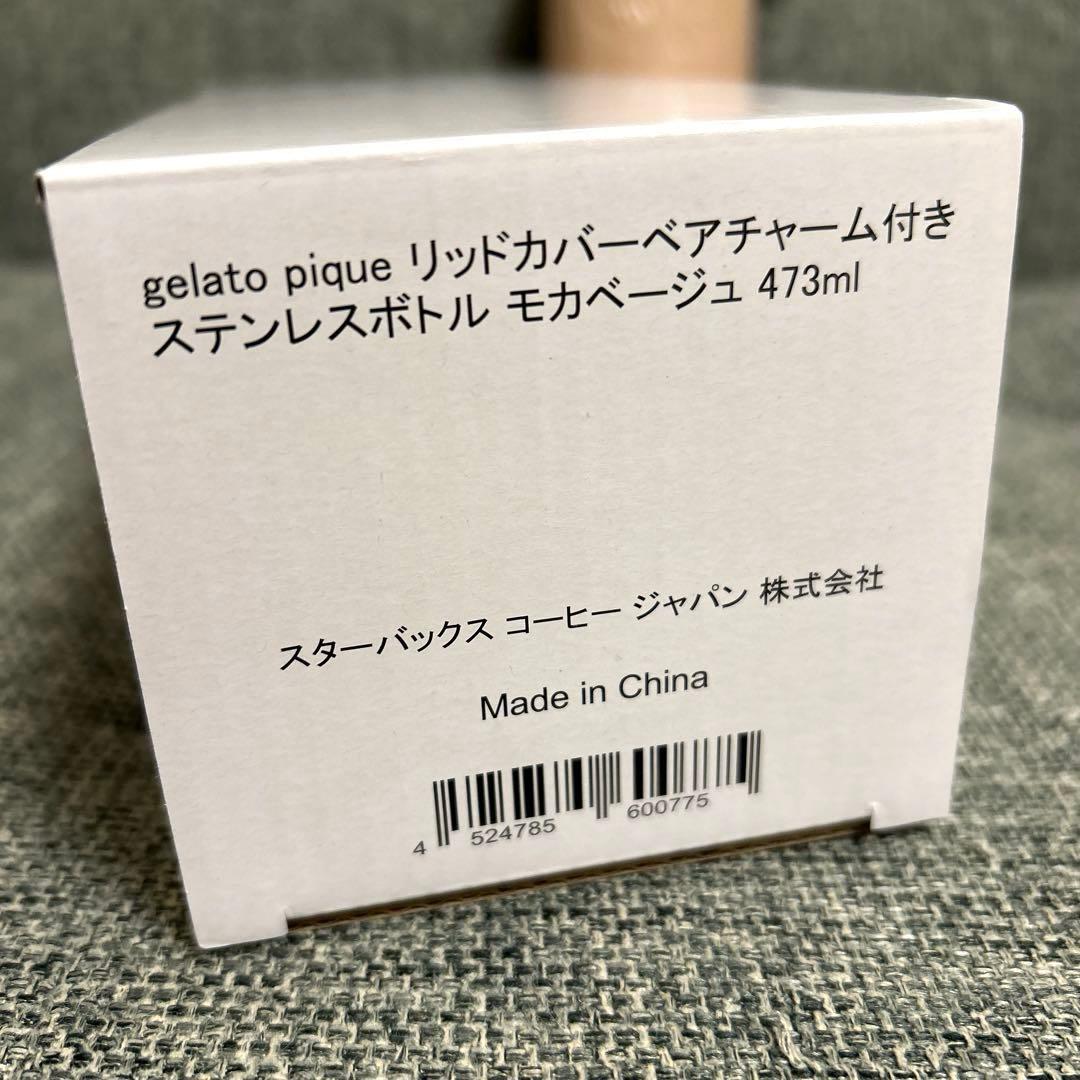 gelato pique リッドカバーベアチャーム付き
ステンレスボトル モカベージュ 473ml
スターバックス コーヒー ジャパン 株式会社
Made in China
4 524785 600775